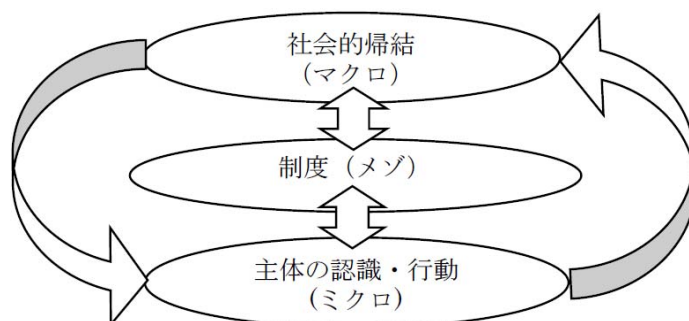 社会的帰結
(マクロ)
制度（メゾ）
主体の認識・行動
(ミクロ)